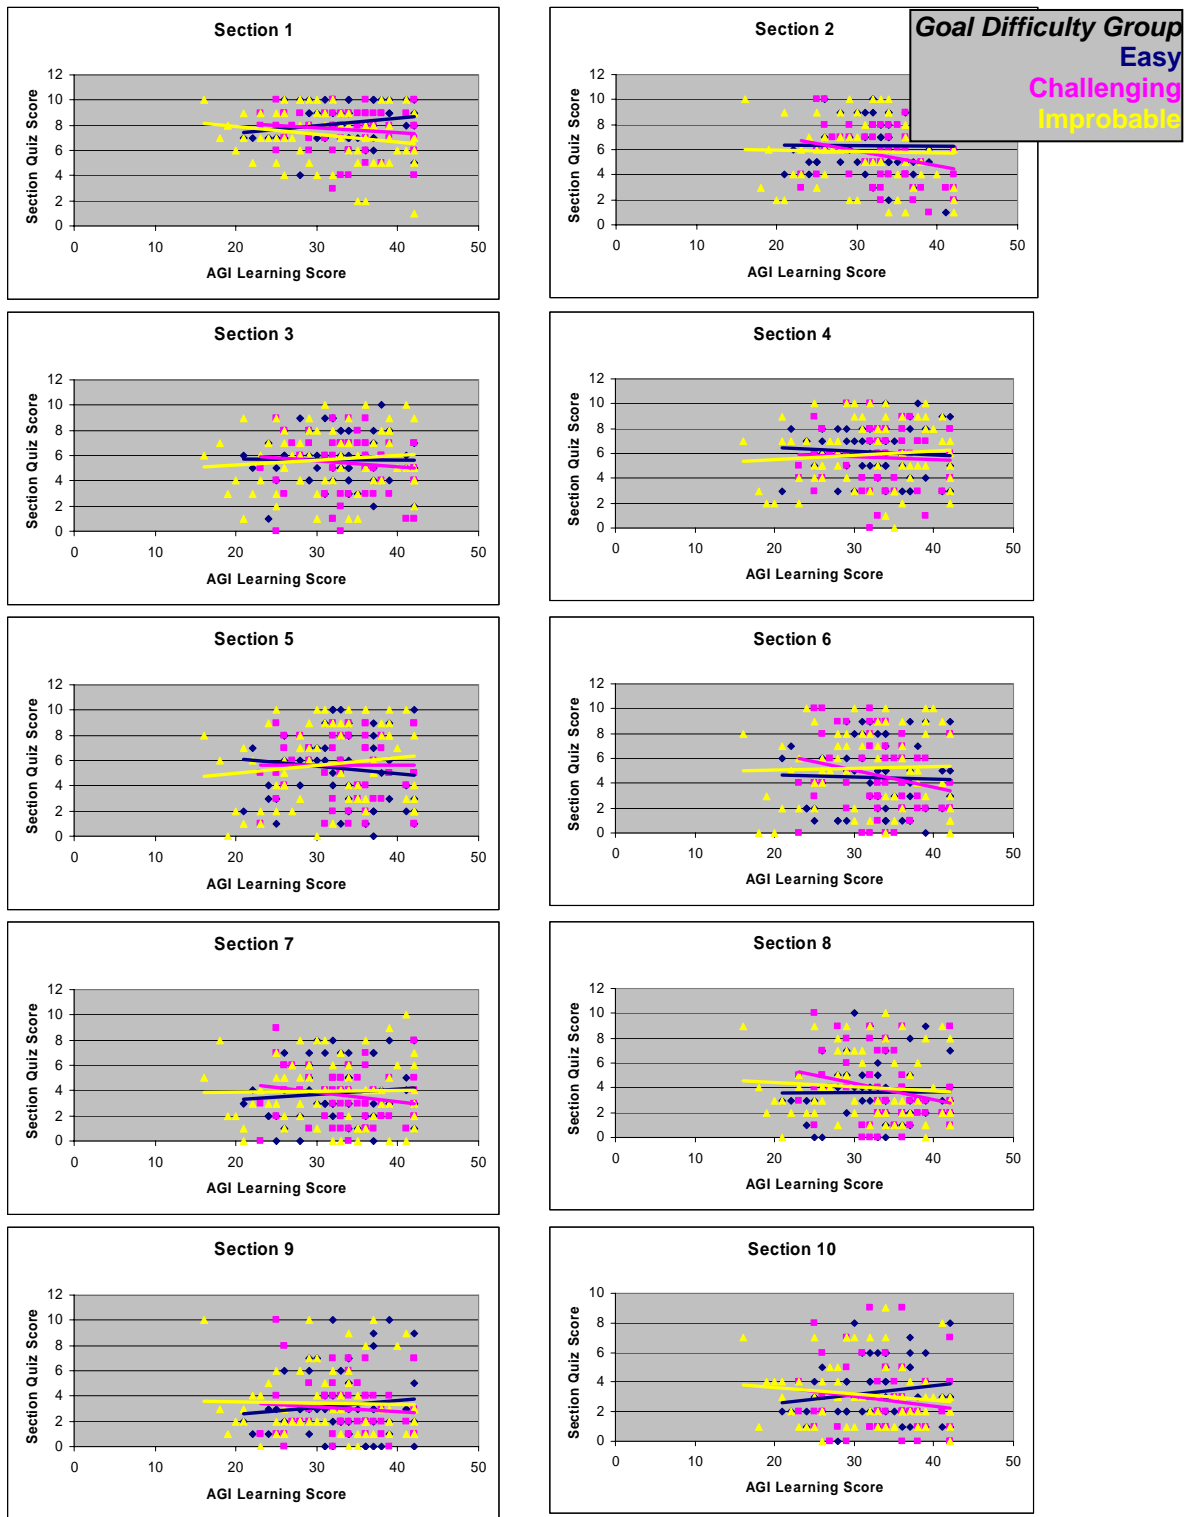 Section 1
12
10
8
6
4
2
0
Section Quiz Score
0 10 20 30 40 50
AGI Learning Score
Section 2
12
10
8
6
4
2
0
Section Quiz Score
0 10 20 30 40 50
AGI Learning Score
Goal Difficulty Group
Easy
Challenging
Improbable
Section 3
12
10
8
6
4
2
0
Section Quiz Score
0 10 20 30 40 50
AGI Learning Score
Section 4
12
10
8
6
4
2
0
Section Quiz Score
0 10 20 30 40 50
AGI Learning Score
Section 5
12
10
8
6
4
2
0
Section Quiz Score
0 10 20 30 40 50
AGI Learning Score
Section 6
12
10
8
6
4
2
0
Section Quiz Score
0 10 20 30 40 50
AGI Learning Score
Section 7
12
10
8
6
4
2
0
Section Quiz Score
0 10 20 30 40 50
AGI Learning Score
Section 8
12
10
8
6
4
2
0
Section Quiz Score
0 10 20 30 40 50
AGI Learning Score
Section 9
12
10
8
6
4
2
0
Section Quiz Score
0 10 20 30 40 50
AGI Learning Score
Section 10
10
8
6
4
2
0
Section Quiz Score
0 10 20 30 40 50
AGI Learning Score